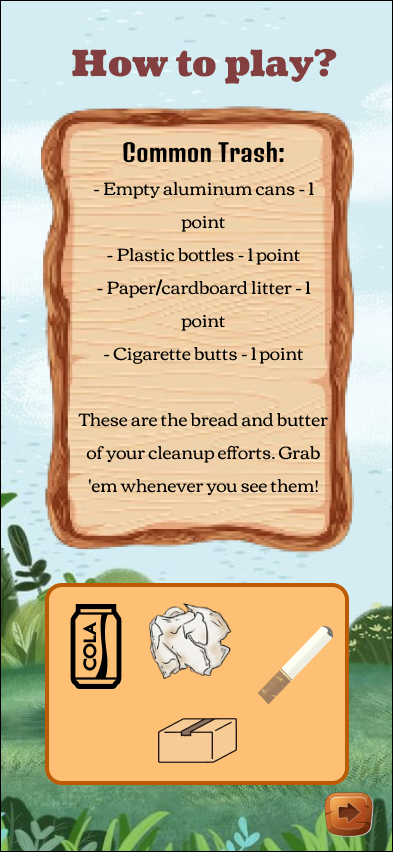 How to play?
Common Trash:
- Empty aluminum cans - 1
point
- Plastic bottles - 1 point
- Paper/cardboard litter - 1
point
- Cigarette butts - 1 point
These are the bread and butter
of your cleanup efforts. Grab
'em whenever you see them!
COLA